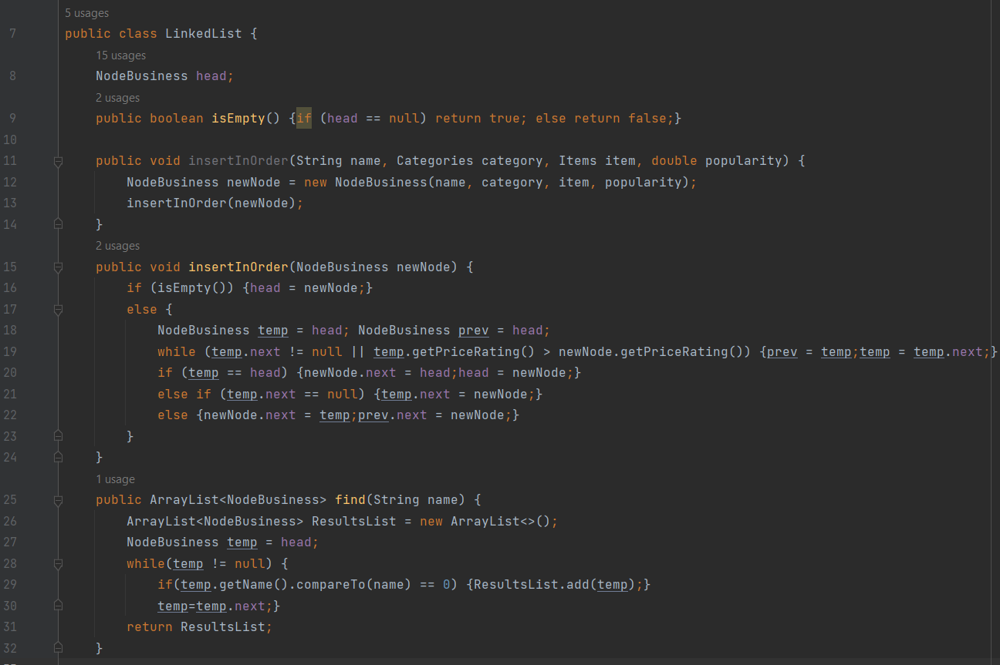 5 usages
7 public class LinkedList {
15 usages
8 NodeBusiness head;
2 usages
9 public boolean isEmpty() {if (head == null) return true; else return false;}
10
11 public void insertInOrder(String name, Categories category, Items item, double popularity) {
12 NodeBusiness newNode = new NodeBusiness(name, category, item, popularity);
13 insertInOrder(newNode);
14 }
2 usages
15 public void insertInOrder(NodeBusiness newNode) {
16 if (isEmpty()) {head = newNode;}
17 else {
18 NodeBusiness temp = head; NodeBusiness prev = head;
19 while (temp.next != null || temp.getPriceRating() > newNode.getPriceRating()) {prev = temp;temp = temp.next;}
20 if (temp == head) {newNode.next = head;head = newNode;}
21 else if (temp.next == null) {temp.next = newNode;}
22 else {newNode.next = temp;prev.next = newNode;}
23 }
24 }
1 usage
25 public ArrayList<NodeBusiness> find(String name) {
26 ArrayList<NodeBusiness> ResultsList = new ArrayList<>();
27 NodeBusiness temp = head;
28 while(temp != null) {
29 if(temp.getName().compareTo(name) == 0) {ResultsList.add(temp);}
30 temp=temp.next;}
31 return ResultsList;
32 }